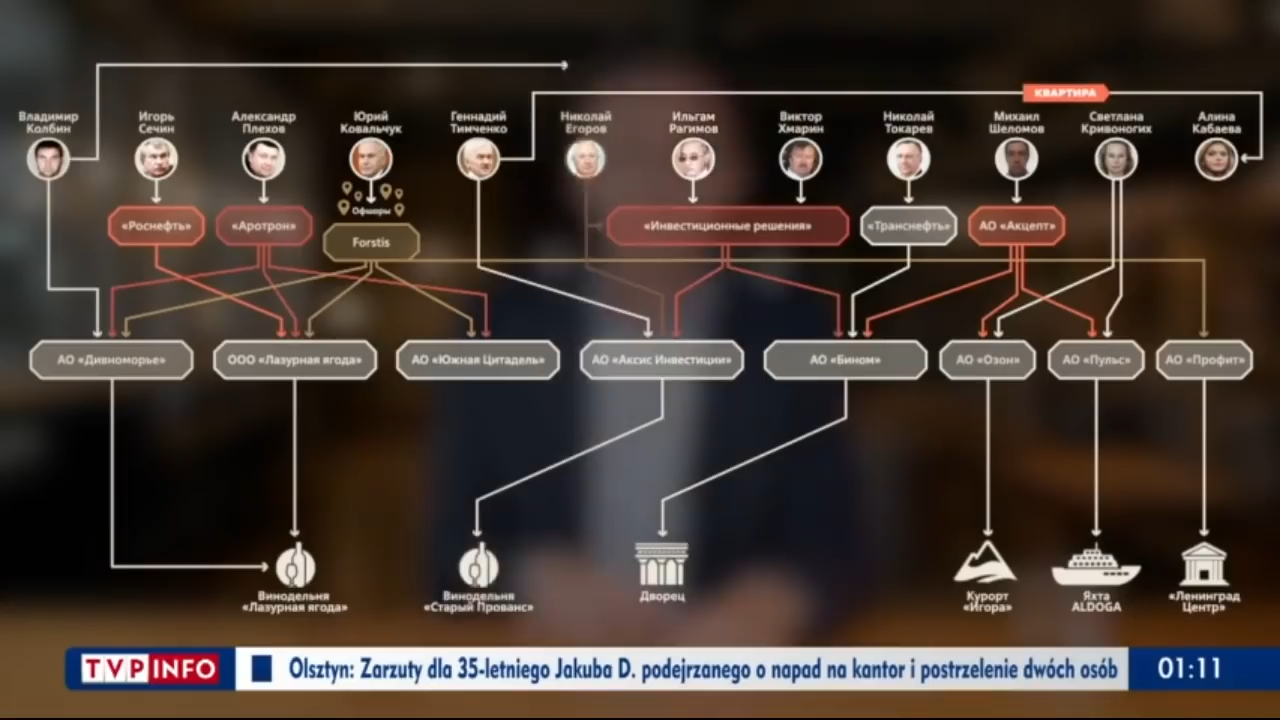 КВАРТИРА
Владимир
Колбин
Игорь
Сечин
Александр
Плехов
Юрий
Ковальчук
Геннадий
Тимченко
Николай
Егоров
Ильгам
Рагимов
Виктор
Хмарин
Николай
Токарев
Михаил
Шеломов
Светлана
Кривоногих
Алина
Кабаева
Офшоры
«Роснефть»
«Аротрон»
Forstis
«Инвестиционные решения»
«Транснефть»
АО «Акцепт»
АО «Дивноморье»
ООО «Лазурная ягода»
АО «Южная Цитадель»
АО «Аксис Инвестиции»
АО «Бином»
АО «Озон»
АО «Пульс»
АО «Профит»
Винодельня
«Лазурная ягода»
Винодельня
«Старый Прованс»
Дворец
Курорт
«Игора»
Яхта
ALDOGA
«Ленинград
Центр»
TVP INFO
Olsztyn: Zarzuty dla 35-letniego Jakuba D. podejrzanego o napad na kantor i postrzelenie dwóch osób
01:11